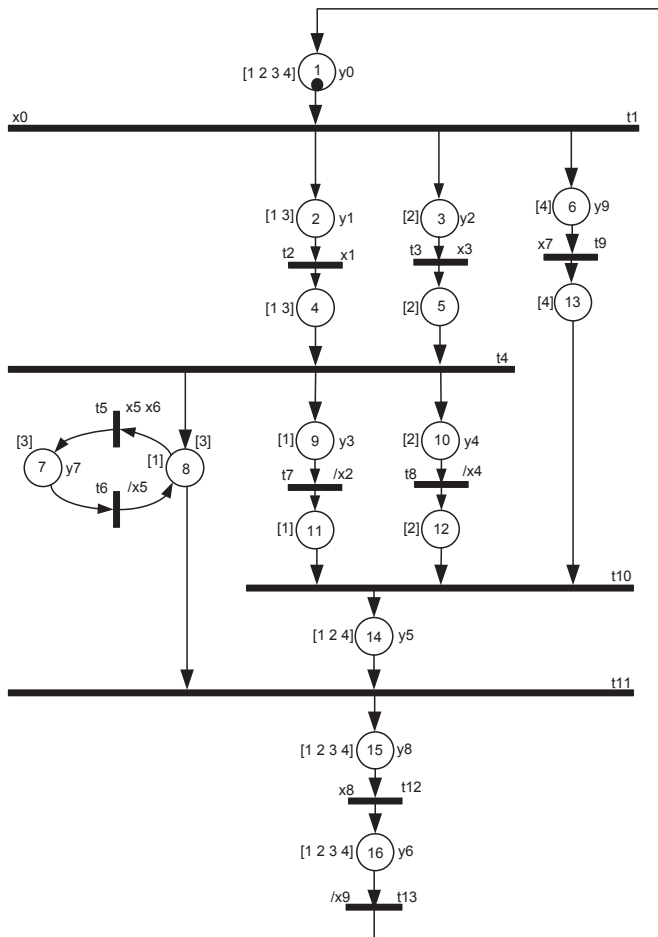 [1 2 3 4] 1 y0
x0 t1
[1 3] 2 y1 [2] 3 y2 [4] 6 y9
t2 x1 t3 x3 x7 t9
[1 3] 4 [2] 5 [4] 13
t4
t5 x5 x6
[3] 7 y7 [1] 8 [3] [1] 9 y3 [2] 10 y4
t6 /x5 t7 /x2 t8 /x4
[1] 11 [2] 12
t10
[1 2 4] 14 y5
t11
[1 2 3 4] 15 y8
x8 t12
[1 2 3 4] 16 y6
/x9 t13